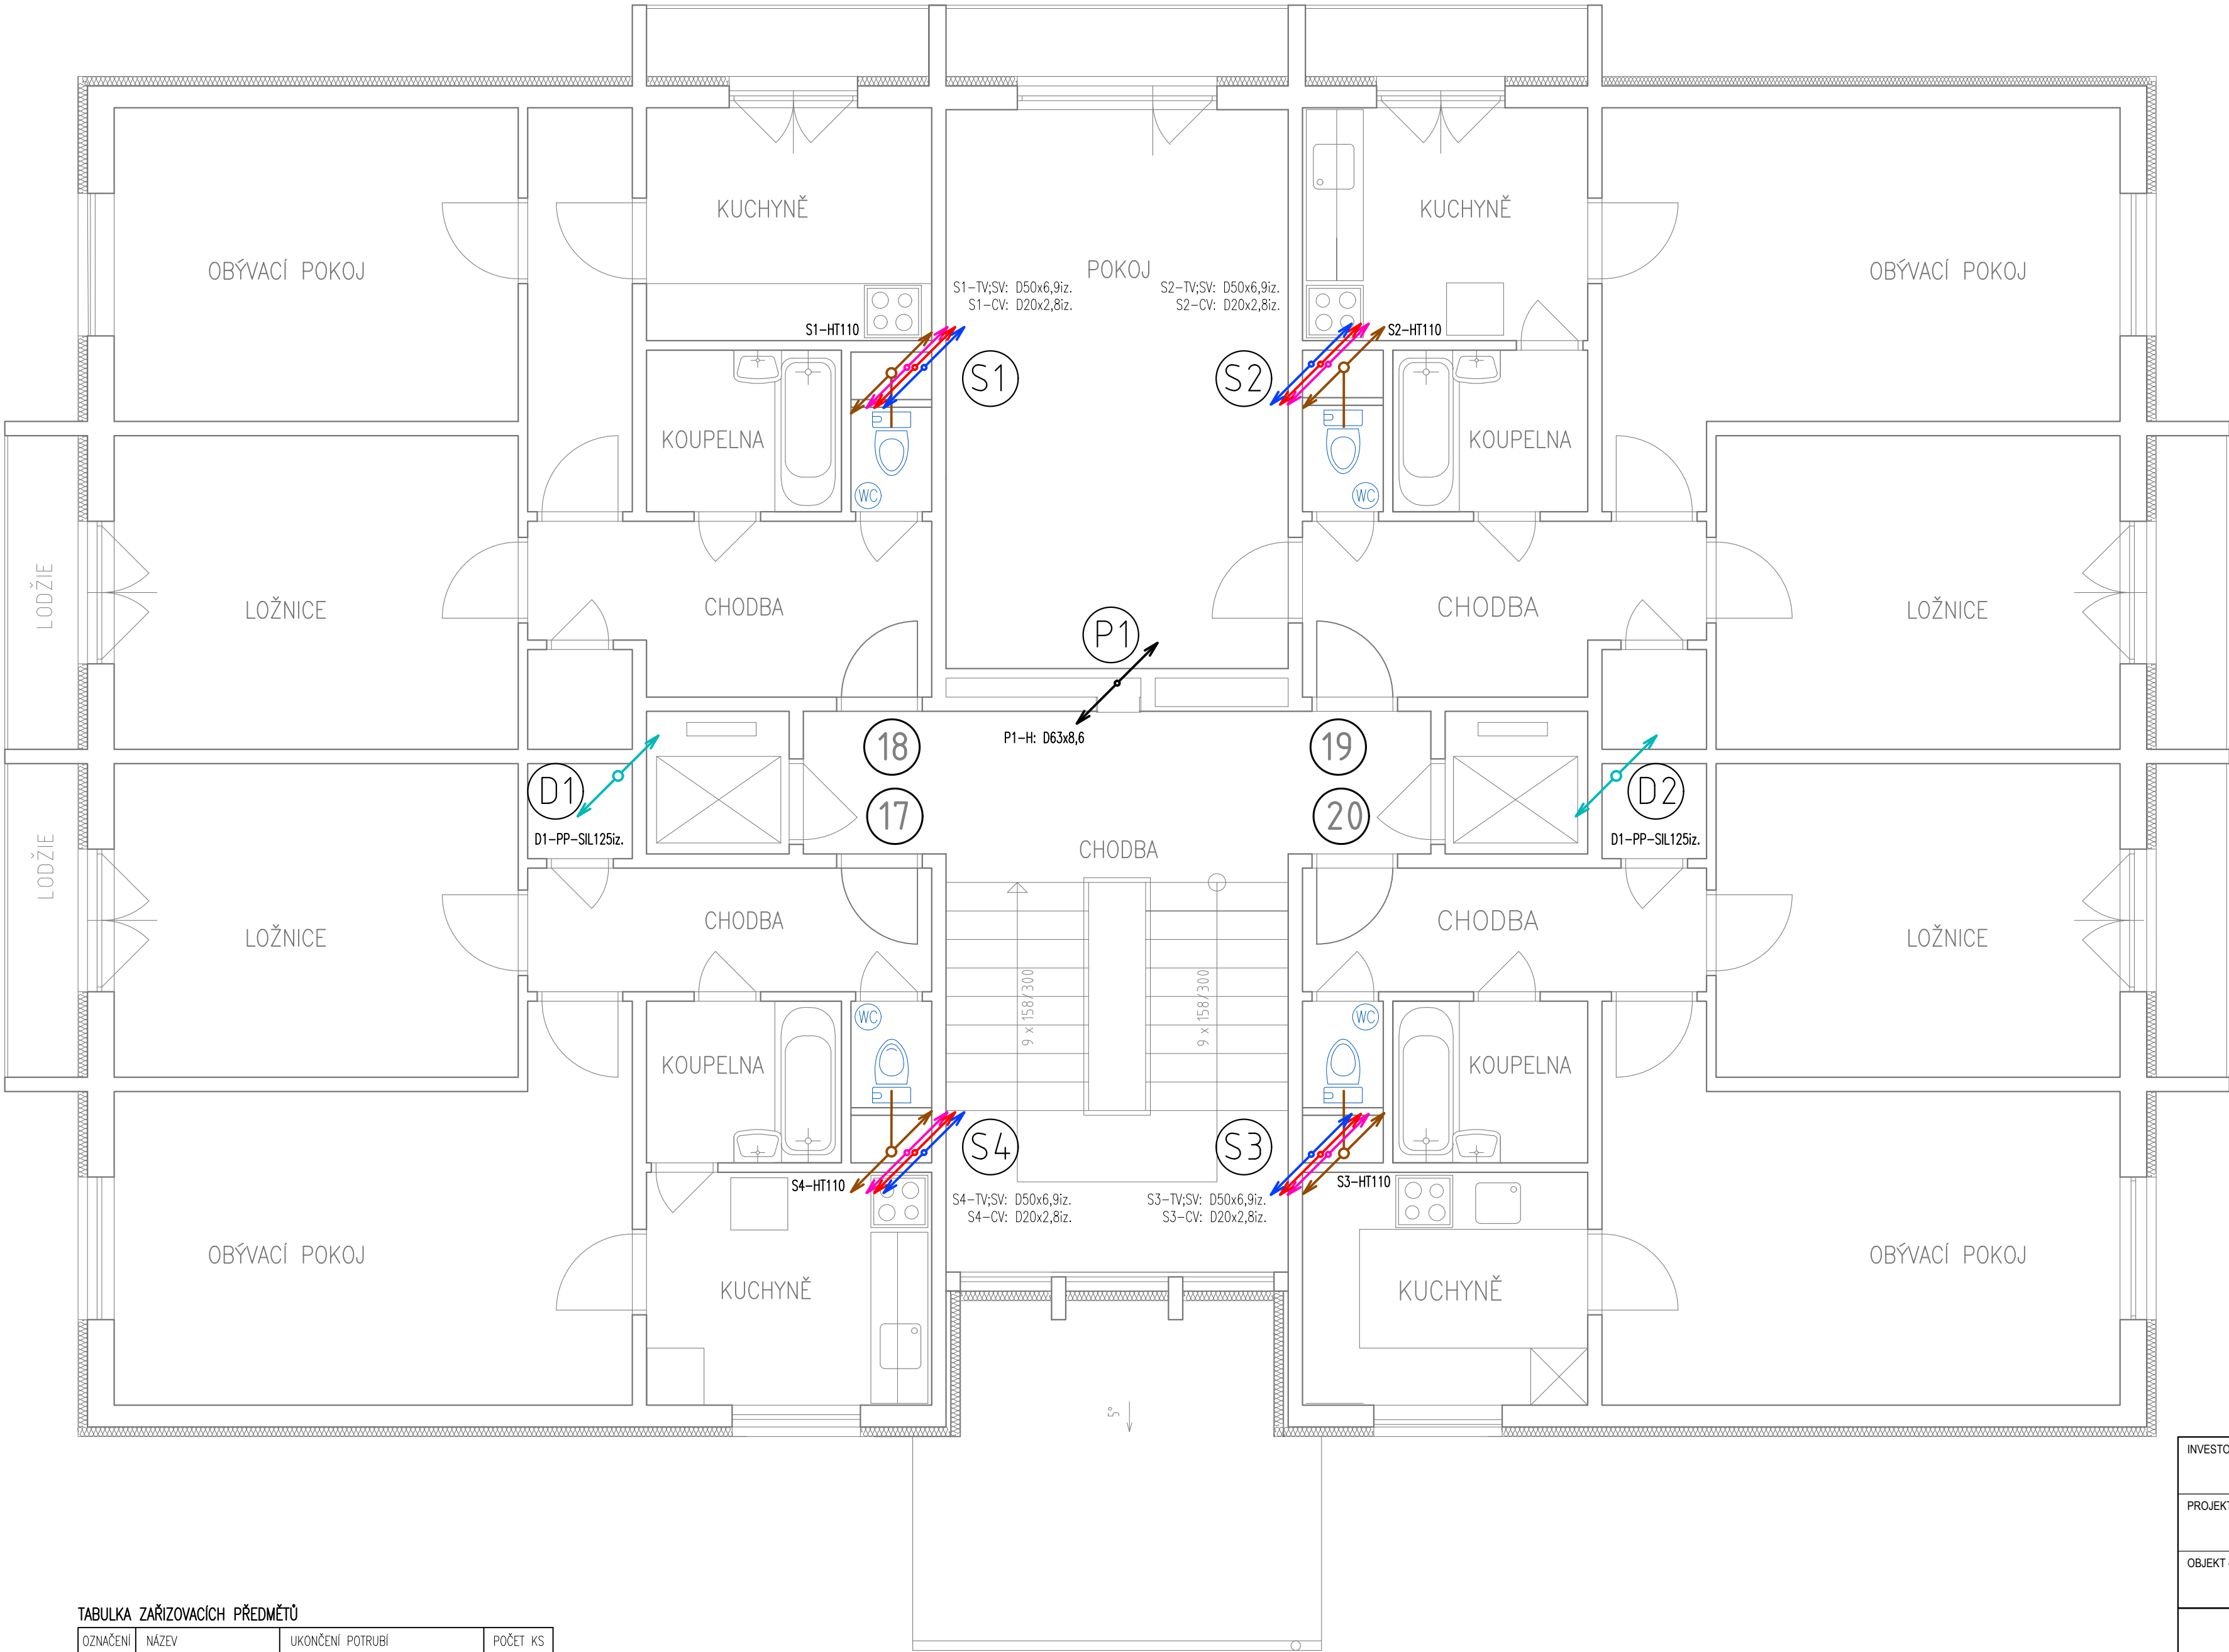 KUCHYNĚ
KUCHYNĚ
OBÝVACÍ POKOJ
POKOJ
OBÝVACÍ POKOJ
S1-TV;SV: D50x6,9iz.
S1-CV: D20x2,8iz.
S2-TV;SV: D50x6,9iz.
S2-CV: D20x2,8iz.
S1-HT110
S2-HT110
S1
S2
KOUPELNA
KOUPELNA
WC
WC
LODŽIE
LOŽNICE
CHODBA
CHODBA
LOŽNICE
P1
P1-H: D63x8,6
18
19
D1
D2
17
20
D1-PP-SIL125iz.
D1-PP-SIL125iz.
CHODBA
LODŽIE
LOŽNICE
CHODBA
CHODBA
LOŽNICE
9 x 158/300
9 x 158/300
WC
WC
KOUPELNA
KOUPELNA
S4
S3
S4-HT110
S3-HT110
S4-TV;SV: D50x6,9iz.
S4-CV: D20x2,8iz.
S3-TV;SV: D50x6,9iz.
S3-CV: D20x2,8iz.
OBÝVACÍ POKOJ
KUCHYNĚ
KUCHYNĚ
OBÝVACÍ POKOJ
5°
INVESTO
PROJEKT
OBJEKT
TABULKA ZAŘIZOVACÍCH PŘEDMĚTŮ
OZNAČENÍ NÁZEV UKONČENÍ POTRUBÍ POČET KS